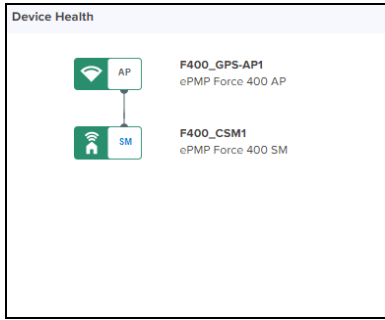 Device Health
AP
F400_GPS-AP1
ePMP Force 400 AP
SM
F400_CSM1
ePMP Force 400 SM